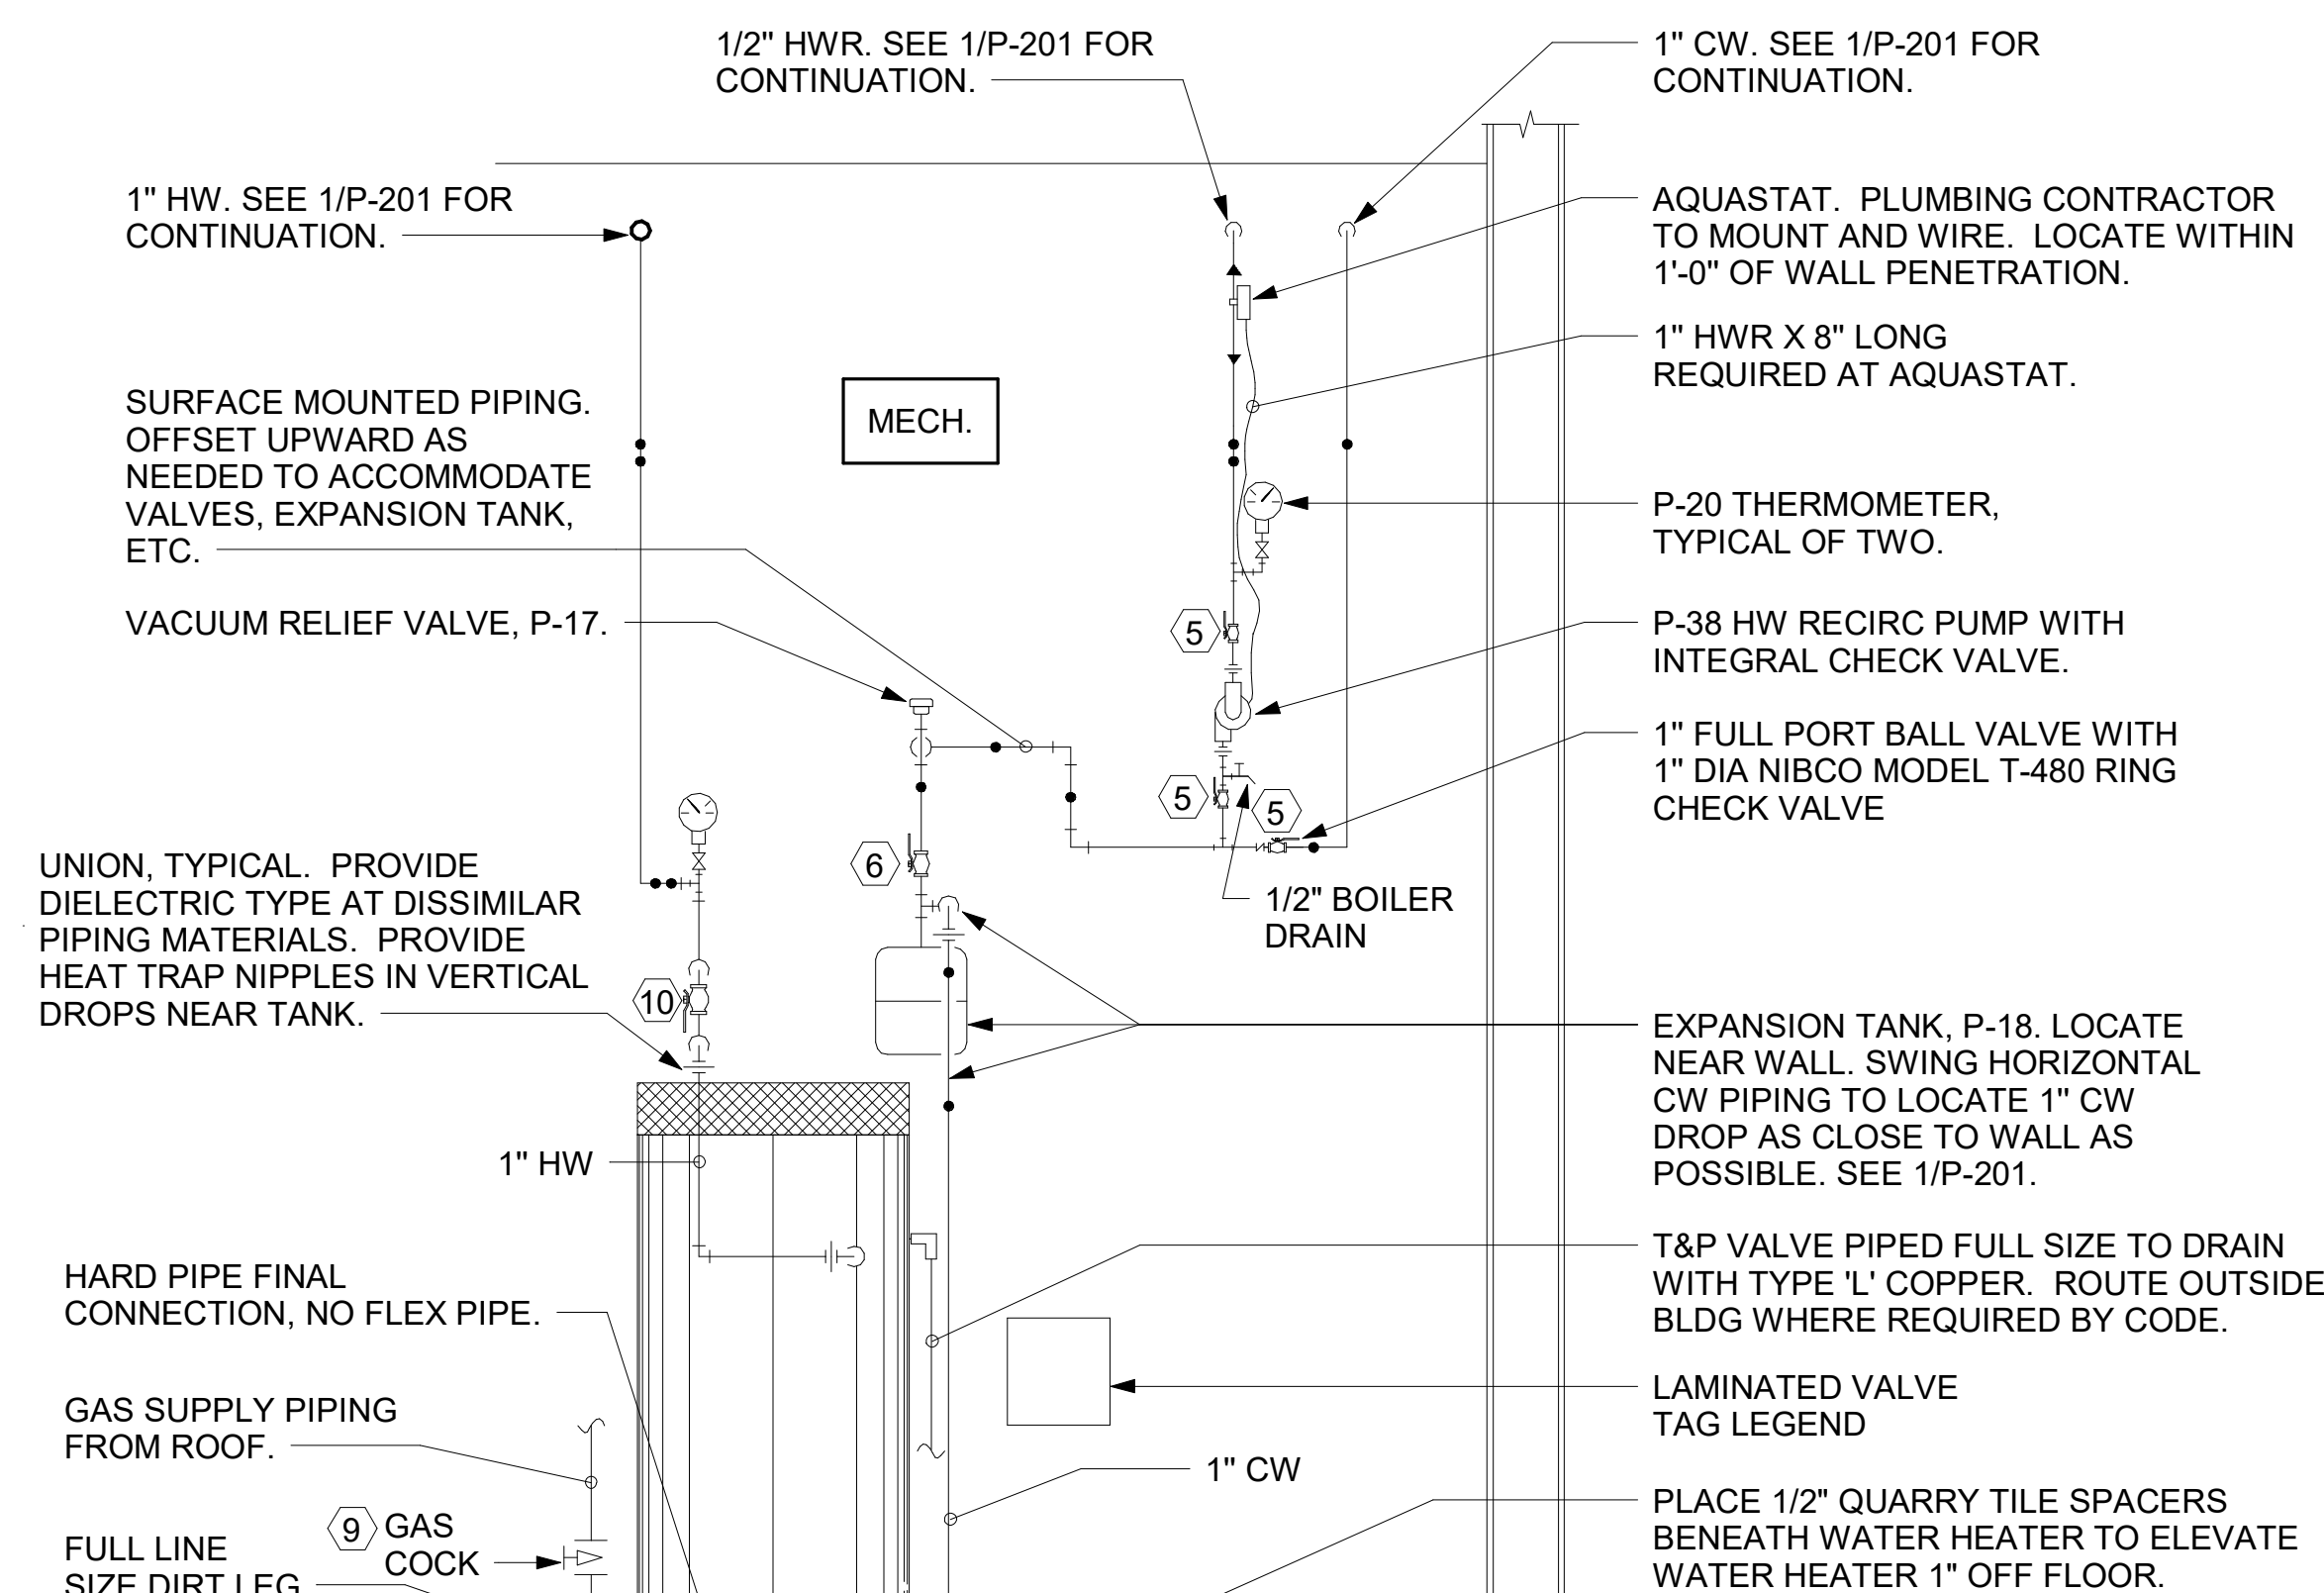 1/2" HWR. SEE 1/P-201 FOR
CONTINUATION.
1" CW. SEE 1/P-201 FOR
CONTINUATION.
1" HW. SEE 1/P-201 FOR
CONTINUATION.
AQUASTAT. PLUMBING CONTRACTOR
TO MOUNT AND WIRE. LOCATE WITHIN
1'-0" OF WALL PENETRATION.
1" HWR X 8" LONG
REQUIRED AT AQUASTAT.
SURFACE MOUNTED PIPING.
OFFSET UPWARD AS
NEEDED TO ACCOMMODATE
VALVES, EXPANSION TANK,
ETC.
MECH.
P-20 THERMOMETER,
TYPICAL OF TWO.
VACUUM RELIEF VALVE, P-17.
5
P-38 HW RECIRC PUMP WITH
INTEGRAL CHECK VALVE.
1" FULL PORT BALL VALVE WITH
1" DIA NIBCO MODEL T-480 RING
CHECK VALVE
5
5
6
UNION, TYPICAL. PROVIDE
DIELECTRIC TYPE AT DISSIMILAR
PIPING MATERIALS. PROVIDE
HEAT TRAP NIPPLES IN VERTICAL
DROPS NEAR TANK.
10
1/2" BOILER
DRAIN
EXPANSION TANK, P-18. LOCATE
NEAR WALL. SWING HORIZONTAL
CW PIPING TO LOCATE 1" CW
DROP AS CLOSE TO WALL AS
POSSIBLE. SEE 1/P-201.
1" HW
T&P VALVE PIPED FULL SIZE TO DRAIN
WITH TYPE 'L' COPPER. ROUTE OUTSIDE
BLDG WHERE REQUIRED BY CODE.
HARD PIPE FINAL
CONNECTION, NO FLEX PIPE.
LAMINATED VALVE
TAG LEGEND
GAS SUPPLY PIPING
FROM ROOF.
1" CW
9
GAS
COCK
PLACE 1/2" QUARRY TILE SPACERS
BENEATH WATER HEATER TO ELEVATE
WATER HEATER 1" OFF FLOOR.
FULL LINE
SIZE DIRT LEG